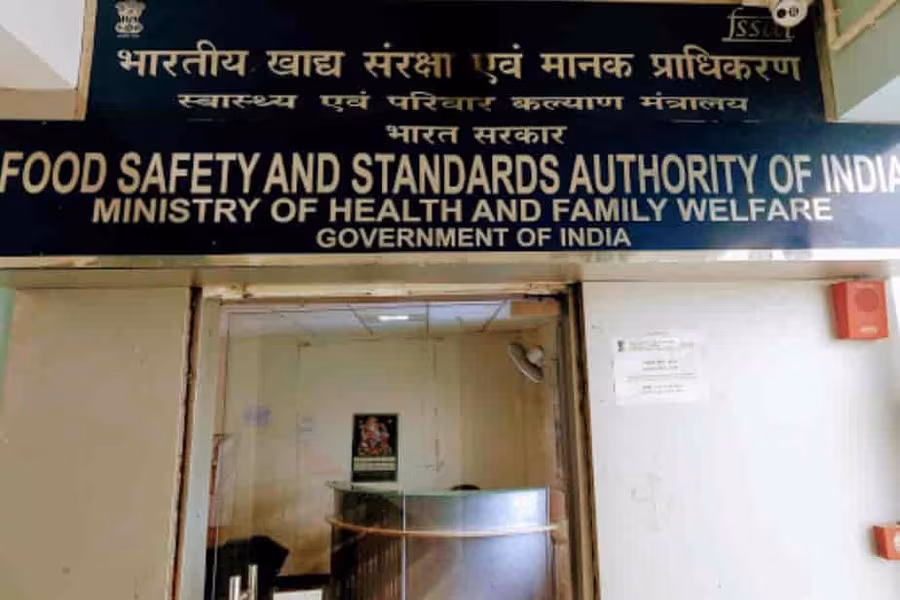 fssai
भारतीय खाद्य संरक्षा एवं मानक प्राधिकरण
स्वास्थ्य एवं परिवार कल्याण मंत्रालय
भारत सरकार
FOOD SAFETY AND STANDARDS AUTHORITY OF INDIA
MINISTRY OF HEALTH AND FAMILY WELFARE
GOVERNMENT OF INDIA